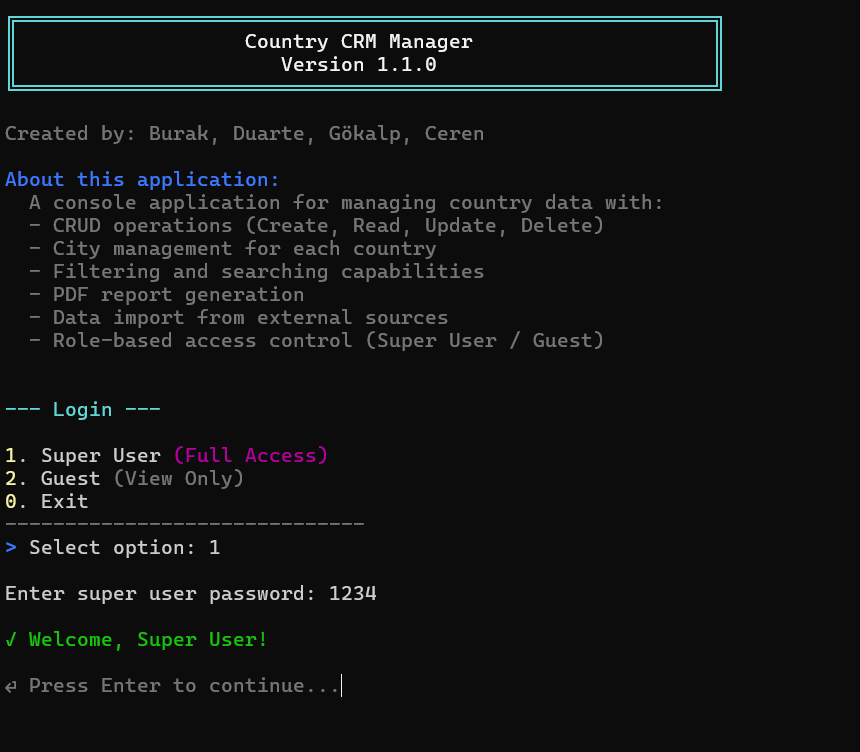 Country CRM Manager
Version 1.1.0
Created by: Burak, Duarte, Gökalp, Ceren
About this application:
A console application for managing country data with:
- CRUD operations (Create, Read, Update, Delete)
- City management for each country
- Filtering and searching capabilities
- PDF report generation
- Data import from external sources
- Role-based access control (Super User / Guest)
--- Login ---
1. Super User (Full Access)
2. Guest (View Only)
0. Exit
------------------------------
> Select option: 1
Enter super user password: 1234
√ Welcome, Super User!
⏎ Press Enter to continue...